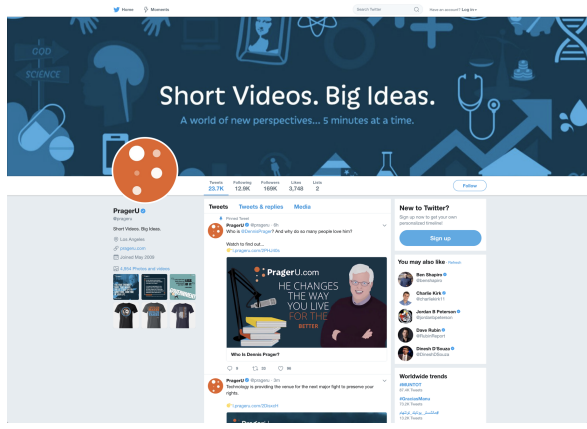 Home
Moments
Search Twitter
Have an account? Log in
GOD
SCIENCE
Short Videos. Big Ideas.
A world of new perspectives... 5 minutes at a time.
Tweets
23.7K
Following
12.9K
Followers
169K
Likes
3,748
Lists
2
Follow
PragerU
@prageru
Short Videos. Big Ideas.
Los Angeles
prageru.com
Joined May 2009
2,854 Photos and videos
Tweets
Tweets & replies
Media
Pinned Tweet
PragerU @prageru · 6h
Who is @DennisPrager? And why do so many people love him?
Watch to find out...
PragerU.com
HE CHANGES
THE WAY
YOU LIVE
FOR THE
BETTER
Who Is Dennis Prager?
PragerU @prageru
Technology is providing the venue for the next major fight to preserve your
rights.
PragerU
New to Twitter?
Sign up now to get your own
personalized timeline!
Sign up
You may also like · Refresh
Ben Shapiro
@benshapiro
Charlie Kirk
@charliekirk11
Jordan B Peterson
@jordanbpeterson
Dave Rubin
@RubinReport
Dinesh D'Souza
@DineshDSouza
Worldwide trends
#MUNTOT
#GraciasManu